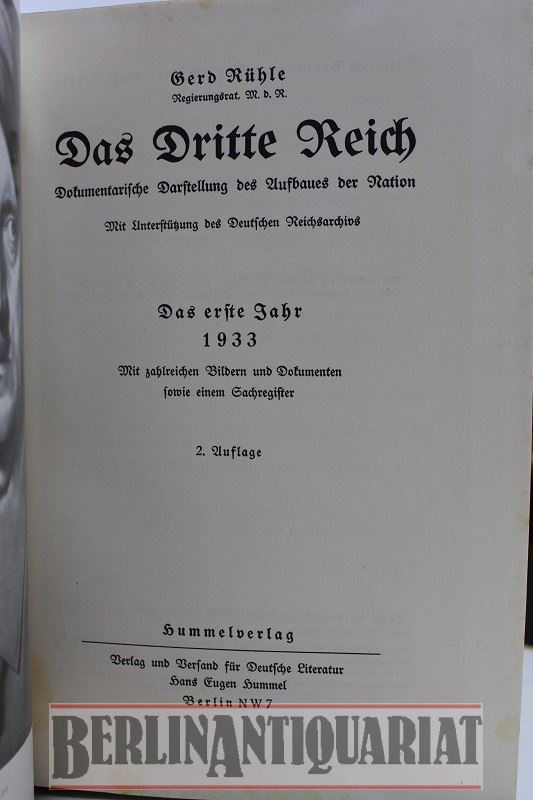 Gerd Rühle
Regierungsrat, M. d. R.
Das Dritte Reich
Dokumentarische Darstellung des Aufbaues der Nation
Mit Unterstützung des Deutschen Reichsarchivs
Das erste Jahr
1933
Mit zahlreichen Bildern und Dokumenten
sowie einem Sachregister
2. Auflage
Hummelverlag
Verlag und Versand für Deutsche Literatur
Hans Eugen Hummel
Berlin NW 7
BERLINANTIQUARIAT